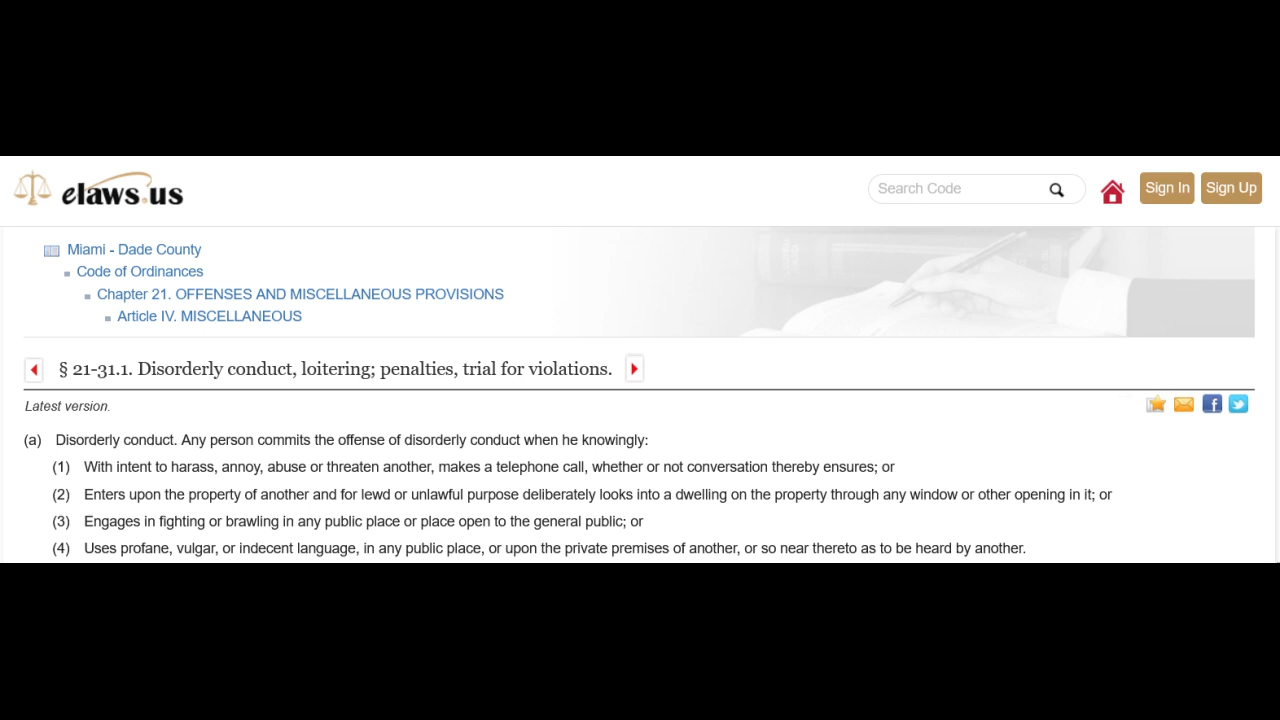 elaws.us
Search Code
Sign In
Sign Up
Miami - Dade County
Code of Ordinances
Chapter 21. OFFENSES AND MISCELLANEOUS PROVISIONS
Article IV. MISCELLANEOUS
§ 21-31.1. Disorderly conduct, loitering; penalties, trial for violations.
Latest version.
(a) Disorderly conduct. Any person commits the offense of disorderly conduct when he knowingly:
(1) With intent to harass, annoy, abuse or threaten another, makes a telephone call, whether or not conversation thereby ensures; or
(2) Enters upon the property of another and for lewd or unlawful purpose deliberately looks into a dwelling on the property through any window or other opening in it; or
(3) Engages in fighting or brawling in any public place or place open to the general public; or
(4) Uses profane, vulgar, or indecent language, in any public place, or upon the private premises of another, or so near thereto as to be heard by another.